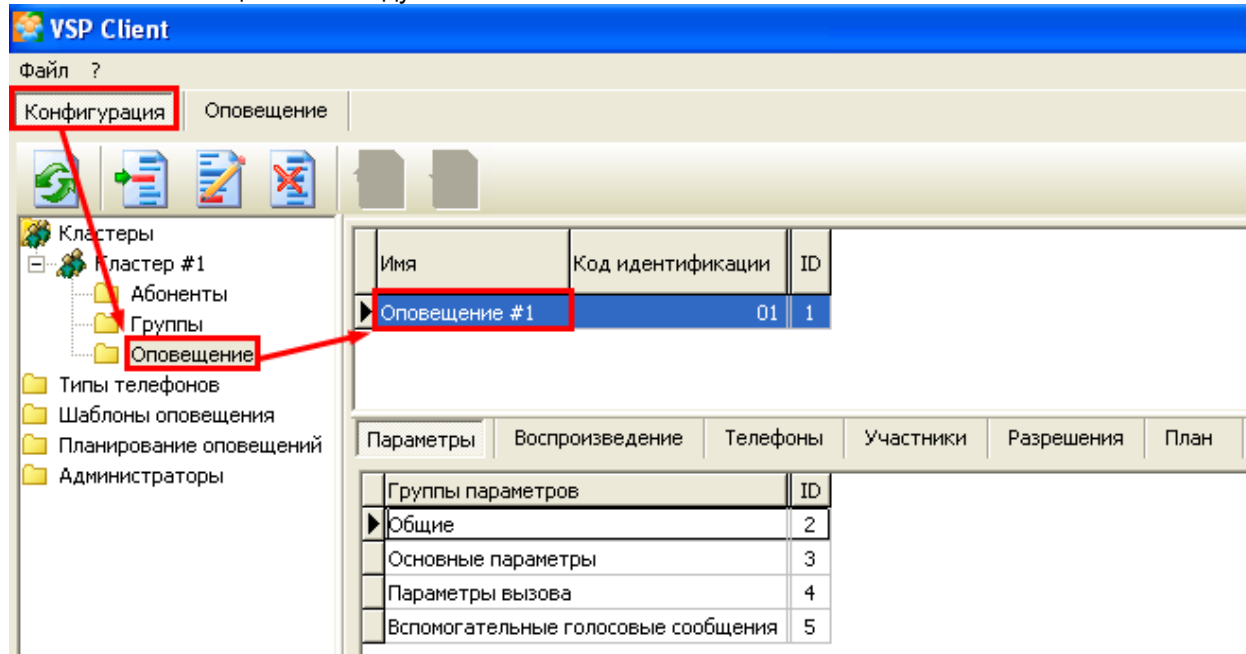 VSP Client
Файл ?
Конфигурация Оповещение
Кластеры
Кластер #1
Абоненты
Группы
Оповещение
Типы телефонов
Шаблоны оповещения
Планирование оповещений
Администраторы
Имя Код идентификации ID
Оповещение #1 01 1
Параметры Воспроизведение Телефоны Участники Разрешения План
Группы параметров ID
Общие 2
Основные параметры 3
Параметры вызова 4
Вспомогательные голосовые сообщения 5